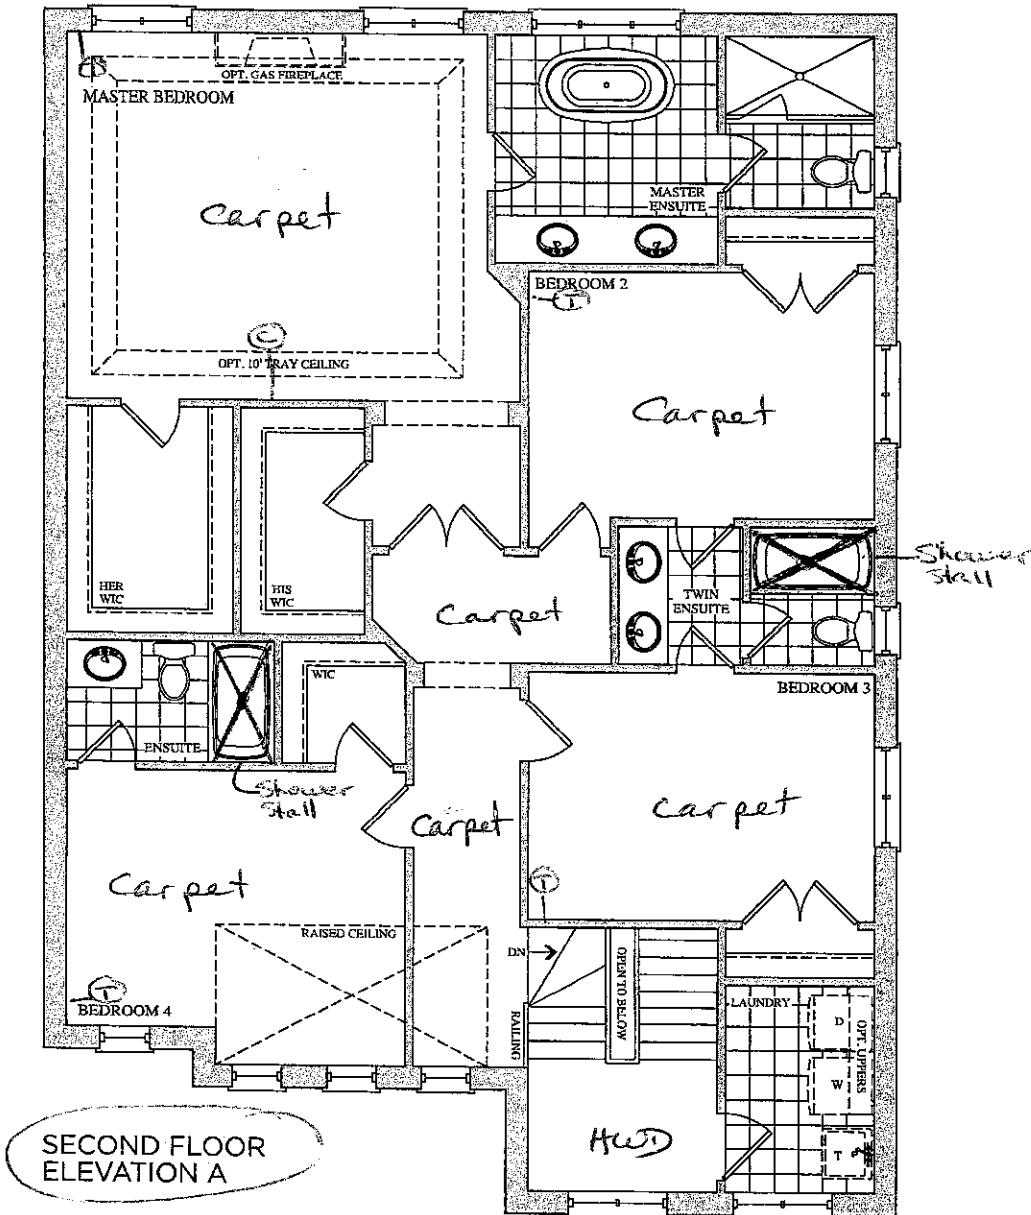 OPT. GAS FIREPLACE
MASTER BEDROOM
Carpet
MASTER
ENSUITE
C
OPT. 10' TRAY CEILING
BEDROOM 2
T
Carpet
HER
WIC
HIS
WIC
Carpet
TWIN
ENSUITE
Shower
Stall
WIC
ENSUITE
Shower
Stall
BEDROOM 3
Carpet
Carpet
Carpet
T
RAISED CEILING
T
BEDROOM 4
DN
OPEN TO BELOW
RAILING
LAUNDRY
D
OPT. UPPERS
W
T
HWD
SECOND FLOOR
ELEVATION A